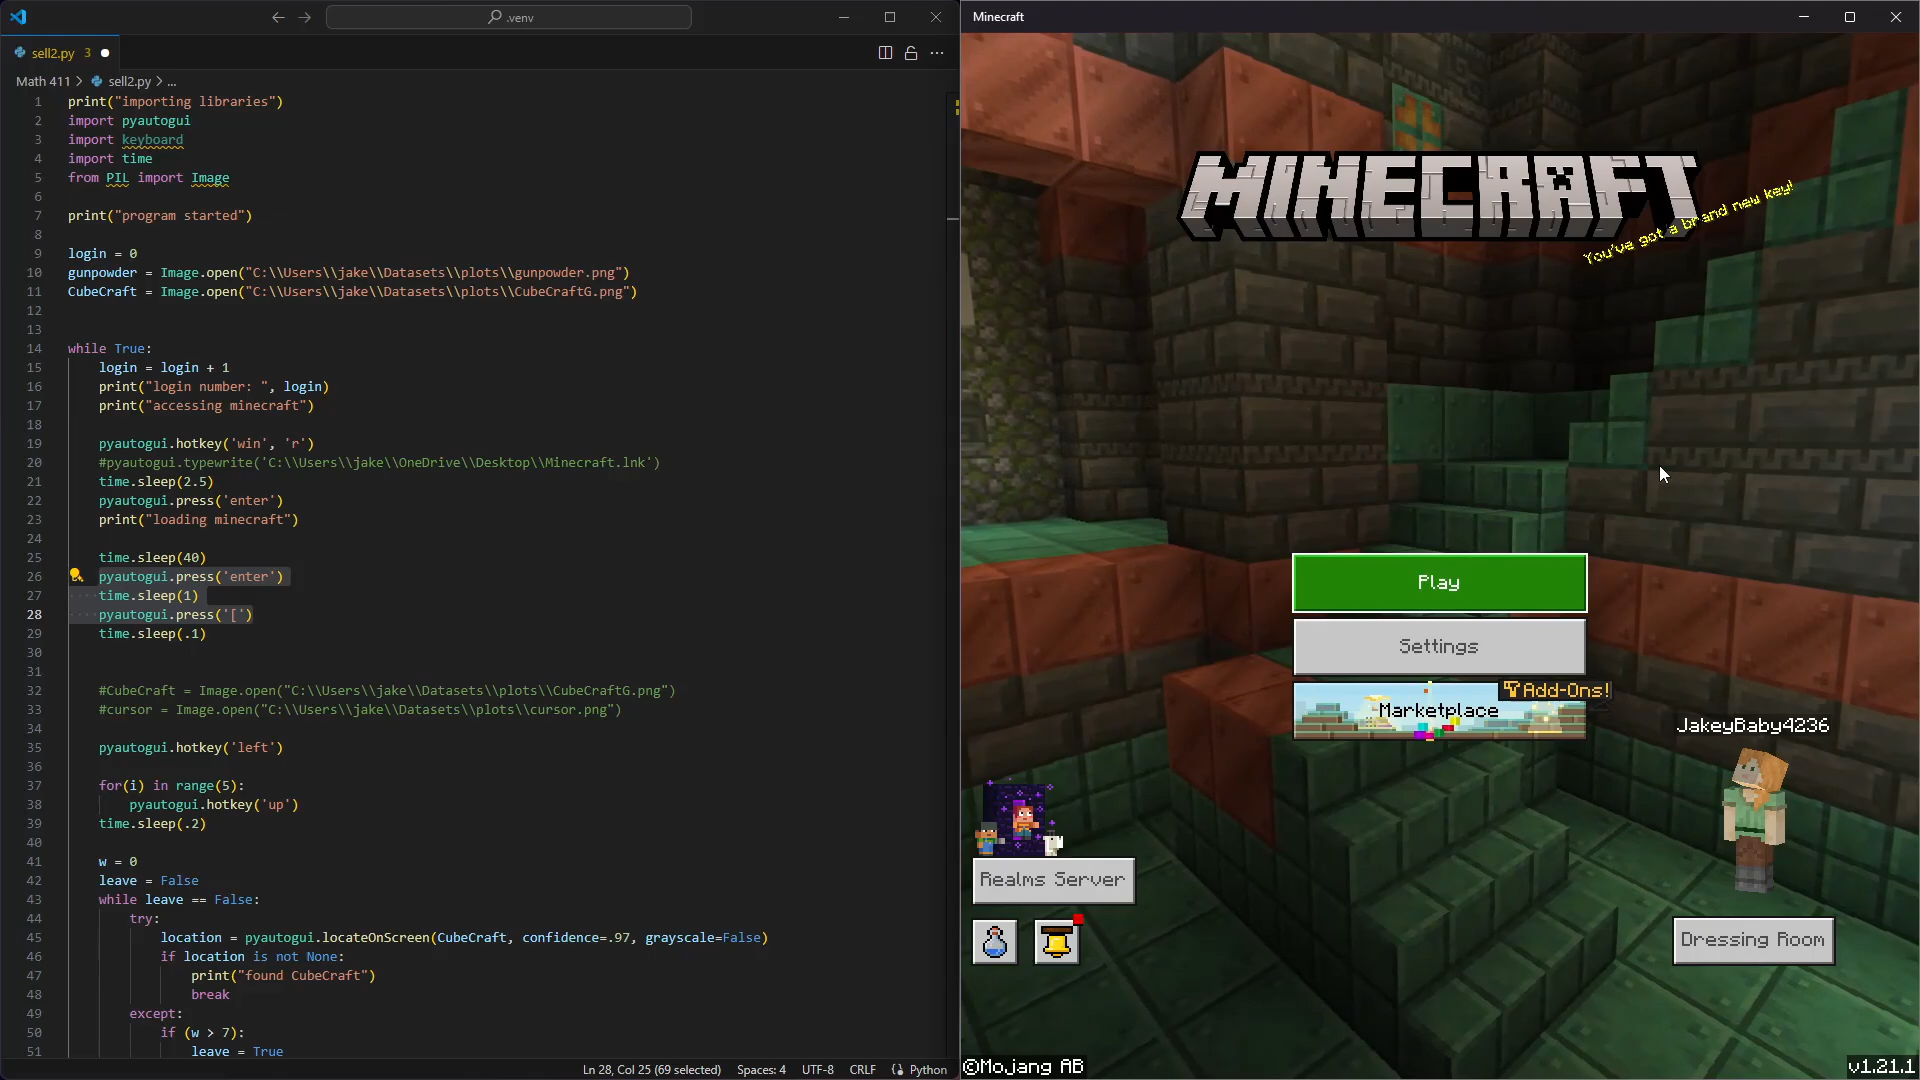 .venv
sell2.py 3
Math 411 > sell2.py > ...
1 print("importing libraries")
2 import pyautogui
3 import keyboard
4 import time
5 from PIL import Image
6
7 print("program started")
8
9 login = 0
10 gunpowder = Image.open("C:\\Users\\jake\\Datasets\\plots\\gunpowder.png")
11 CubeCraft = Image.open("C:\\Users\\jake\\Datasets\\plots\\CubeCraftG.png")
12
13
14 while True:
15     login = login + 1
16     print("login number: ", login)
17     print("accessing minecraft")
18
19     pyautogui.hotkey('win', 'r')
20     #pyautogui.typewrite('C:\\Users\\jake\\OneDrive\\Desktop\\Minecraft.lnk')
21     time.sleep(2.5)
22     pyautogui.press('enter')
23     print("loading minecraft")
24
25     time.sleep(40)
26     pyautogui.press('enter')
27     time.sleep(1)
28     pyautogui.press('[')
29     time.sleep(.1)
30
31
32     #CubeCraft = Image.open("C:\\Users\\jake\\Datasets\\plots\\CubeCraftG.png")
33     #cursor = Image.open("C:\\Users\\jake\\Datasets\\plots\\cursor.png")
34
35     pyautogui.hotkey('left')
36
37     for(i) in range(5):
38         pyautogui.hotkey('up')
39     time.sleep(.2)
40
41     w = 0
42     leave = False
43     while leave == False:
44         try:
45             location = pyautogui.locateOnScreen(CubeCraft, confidence=.97, grayscale=False)
46             if location is not None:
47                 print("found CubeCraft")
48                 break
49         except:
50             if (w > 7):
51                 leave = True
Ln 28, Col 25 (69 selected) Spaces: 4 UTF-8 CRLF Python
Minecraft
MINECRAFT
You've got a brand new key!
Play
Settings
Add-Ons!
Marketplace
JakeyBaby4236
Realms Server
Dressing Room
©Mojang AB
v1.21.1